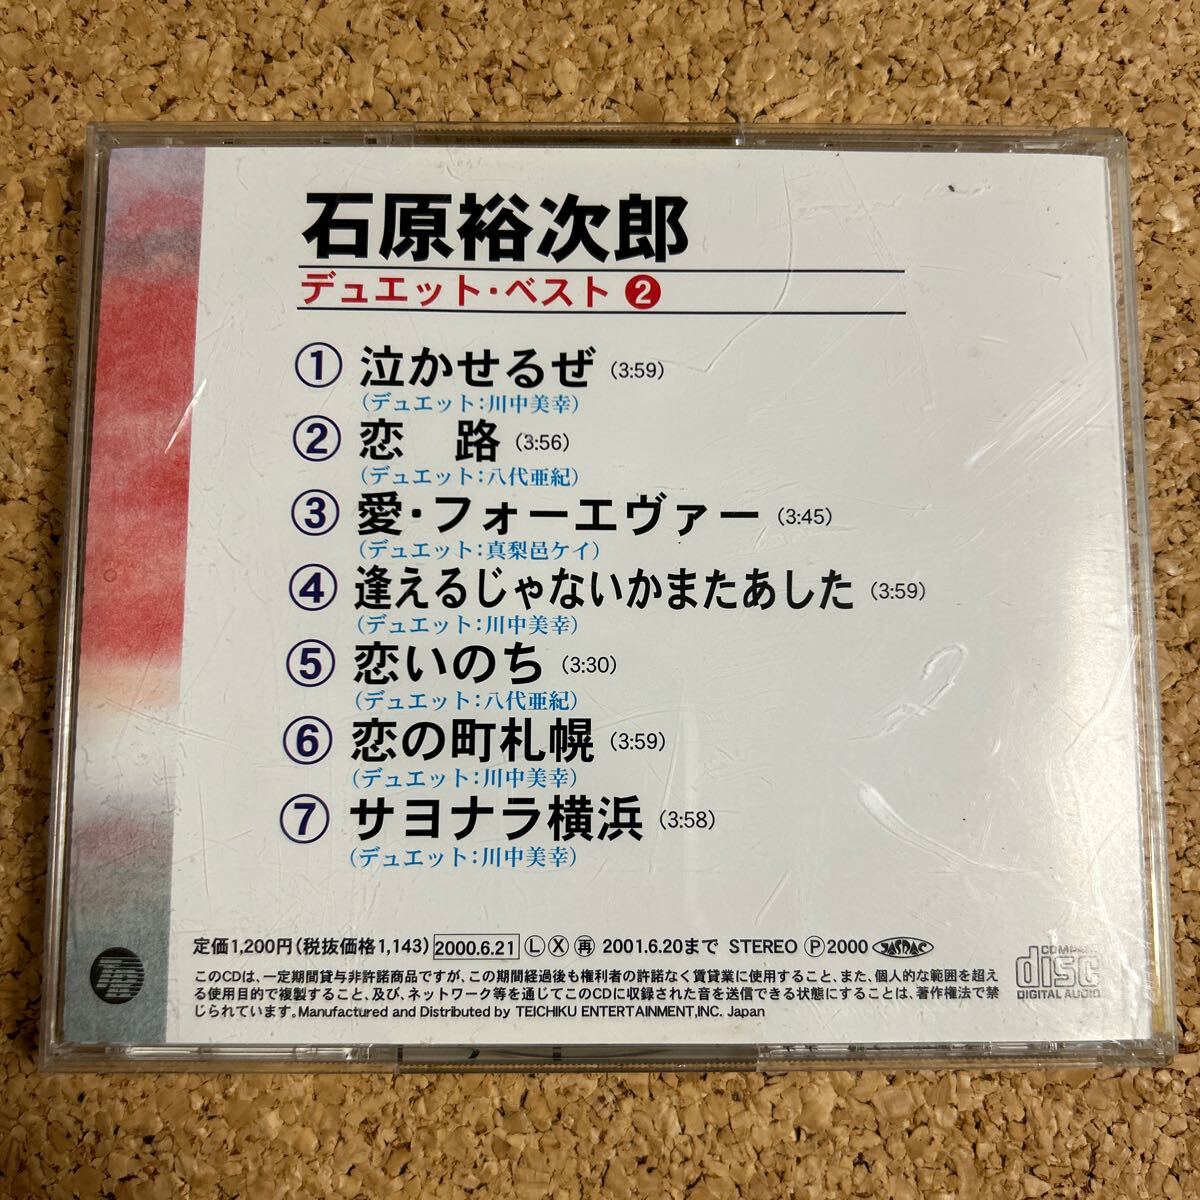 石原裕次郎
デュエット・ベスト ❷
① 泣かせるぜ (3:59)
(デュエット:川中美幸)
② 恋 路 (3:56)
(デュエット:八代亜紀)
③ 愛・フォーエヴァー (3:45)
(デュエット:真梨邑ケイ)
④ 逢えるじゃないかまたあした (3:59)
(デュエット:川中美幸)
⑤ 恋いのち (3:30)
(デュエット:八代亜紀)
⑥ 恋の町札幌 (3:59)
(デュエット:川中美幸)
⑦ サヨナラ横浜 (3:58)
(デュエット:川中美幸)
定価1,200円(税抜価格1,143) 2000.6.21 Ⓛ Ⓧ ㊢ 2001.6.20まで STEREO Ⓟ 2000 JASRAC
このCDは、一定期間貸与非許諾商品ですが、この期間経過後も権利者の許諾なく賃貸業に使用すること、また、個人的な範囲を超え
る使用目的で複製すること、及び、ネットワーク等を通じてこのCDに収録された音を送信できる状態にすることは、著作権法で禁
じられています。Manufactured and Distributed by TEICHIKU ENTERTAINMENT,INC. Japan
COMPACT
disc
DIGITAL AUDIO